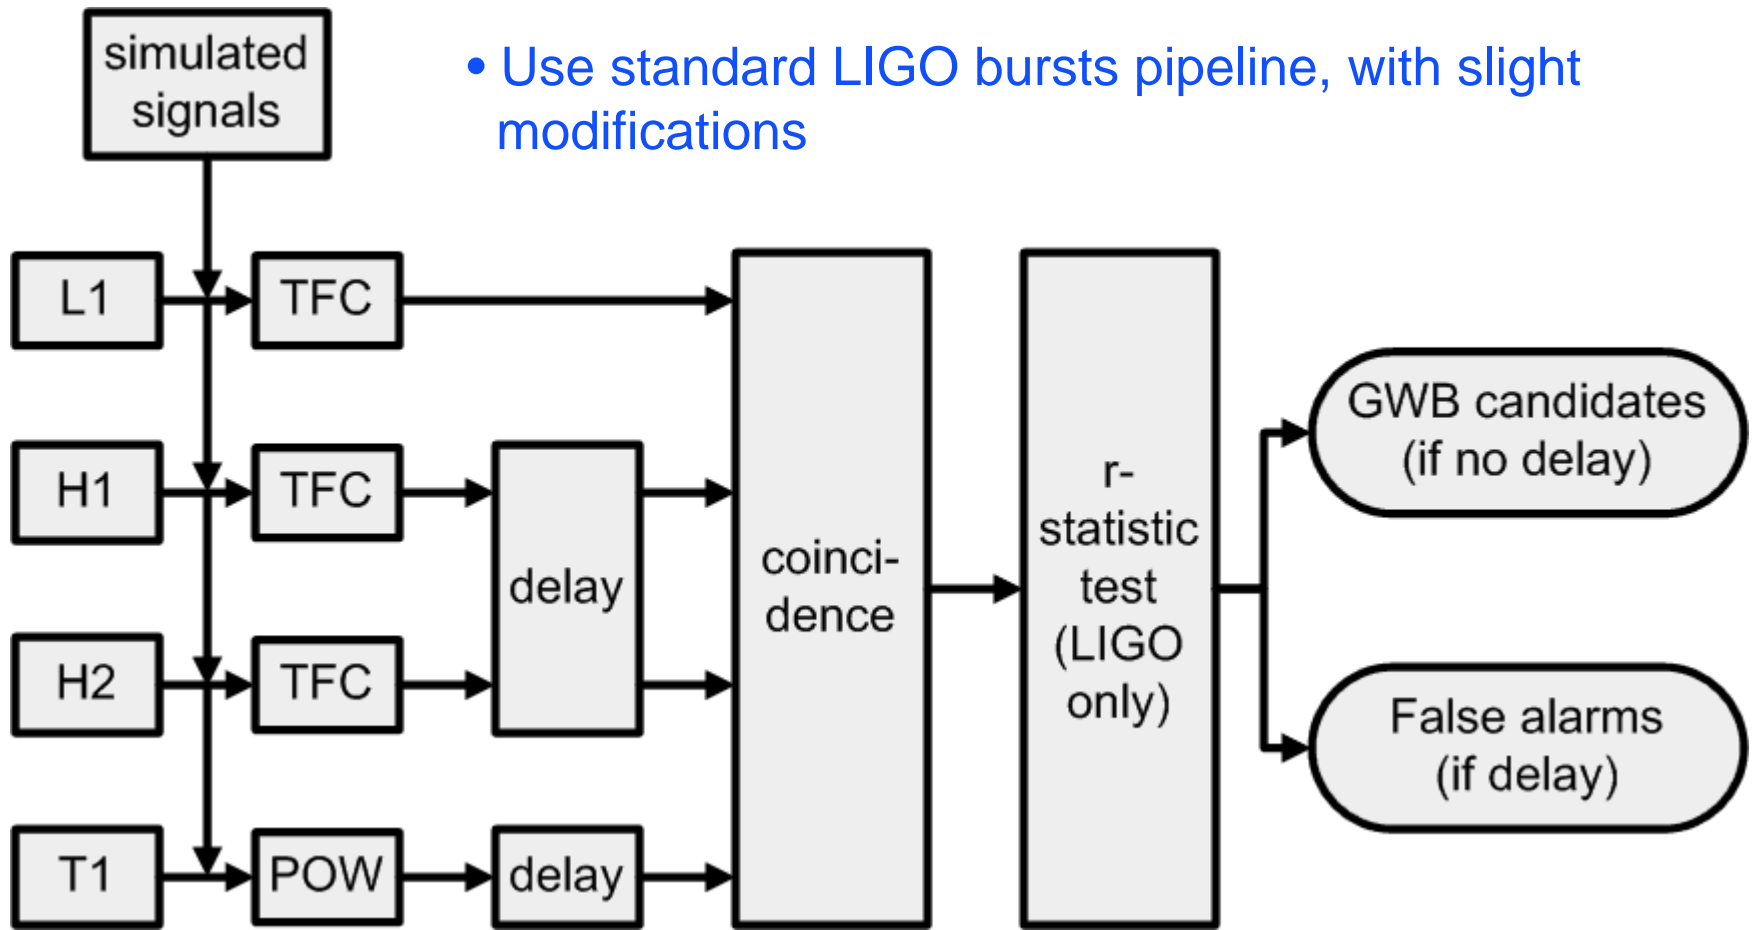 simulated
signals
• Use standard LIGO bursts pipeline, with slight
modifications
L1
TFC
H1
TFC
delay
H2
TFC
T1
POW
delay
coinci-
dence
r-
statistic
test
(LIGO
only)
GWB candidates
(if no delay)
False alarms
(if delay)